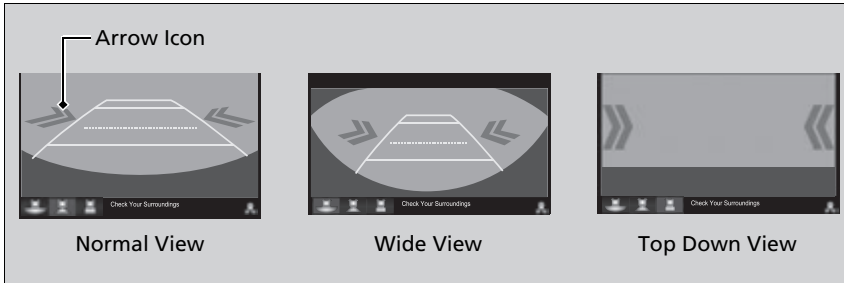 Arrow Icon
Check Your Surroundings
Check Your Surroundings
Check Your Surroundings
Normal View
Wide View
Top Down View